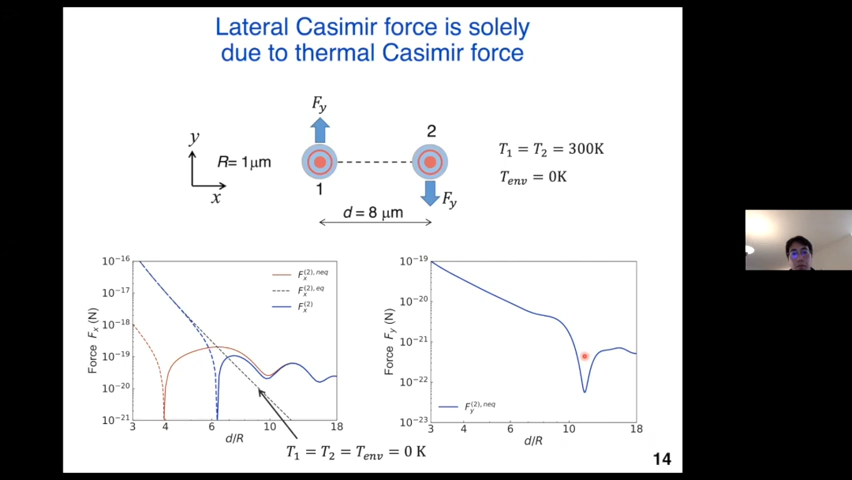 Lateral Casimir force is solely
due to thermal Casimir force
F_y
y
R= 1μm
x
1
2
F_y
d = 8 μm
T_1 = T_2 = 300K
T_env = 0K
10^-16
10^-17
10^-18
10^-19
10^-20
10^-21
Force F_x (N)
F_x^(2),neq
F_x^(2),eq
F_x^(2)
3 4 6 10 18
d/R
T_1 = T_2 = T_env = 0 K
10^-19
10^-20
10^-21
10^-22
10^-23
Force F_y (N)
F_y^(2),neq
3 4 6 10 18
d/R
14